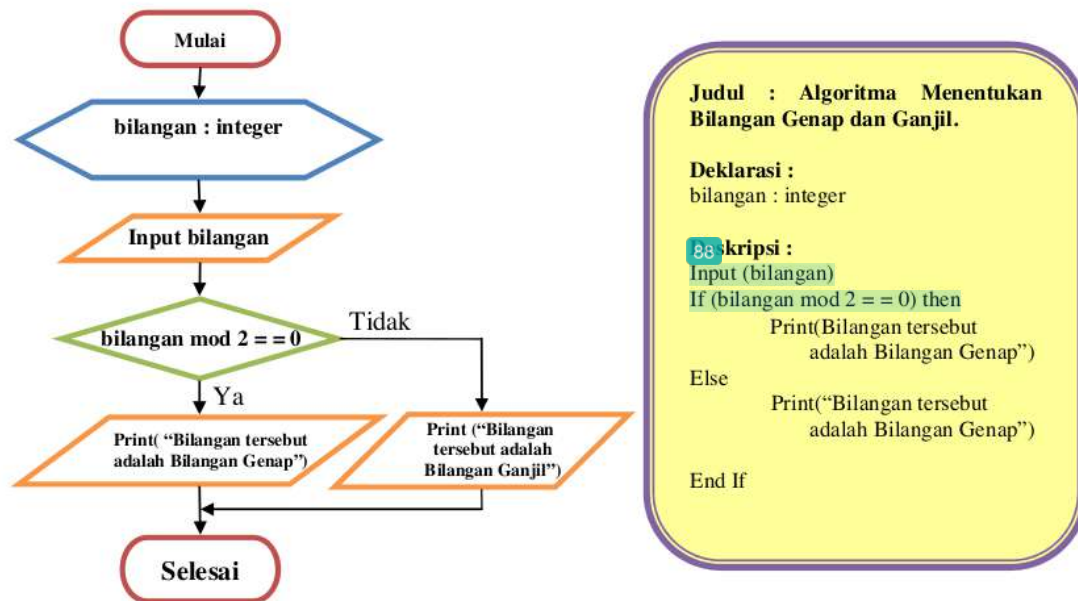 Mulai
bilangan : integer
Input bilangan
bilangan mod 2 = = 0
Tidak
Ya
Print( “Bilangan tersebut
adalah Bilangan Genap”)
Print (“Bilangan
tersebut adalah
Bilangan Ganjil”)
Selesai
Judul : Algoritma Menentukan
Bilangan Genap dan Ganjil.
Deklarasi :
bilangan : integer
88
skripsi :
Input (bilangan)
If (bilangan mod 2 = = 0) then
Print(Bilangan tersebut
adalah Bilangan Genap”)
Else
Print(“Bilangan tersebut
adalah Bilangan Genap”)
End If